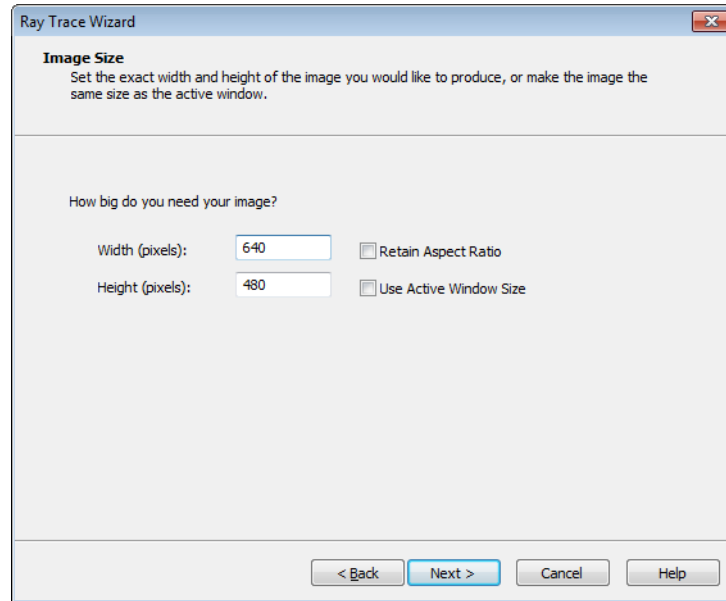 Ray Trace Wizard
Image Size
Set the exact width and height of the image you would like to produce, or make the image the
same size as the active window.
How big do you need your image?
Width (pixels): 640 Retain Aspect Ratio
Height (pixels): 480 Use Active Window Size
< Back Next > Cancel Help